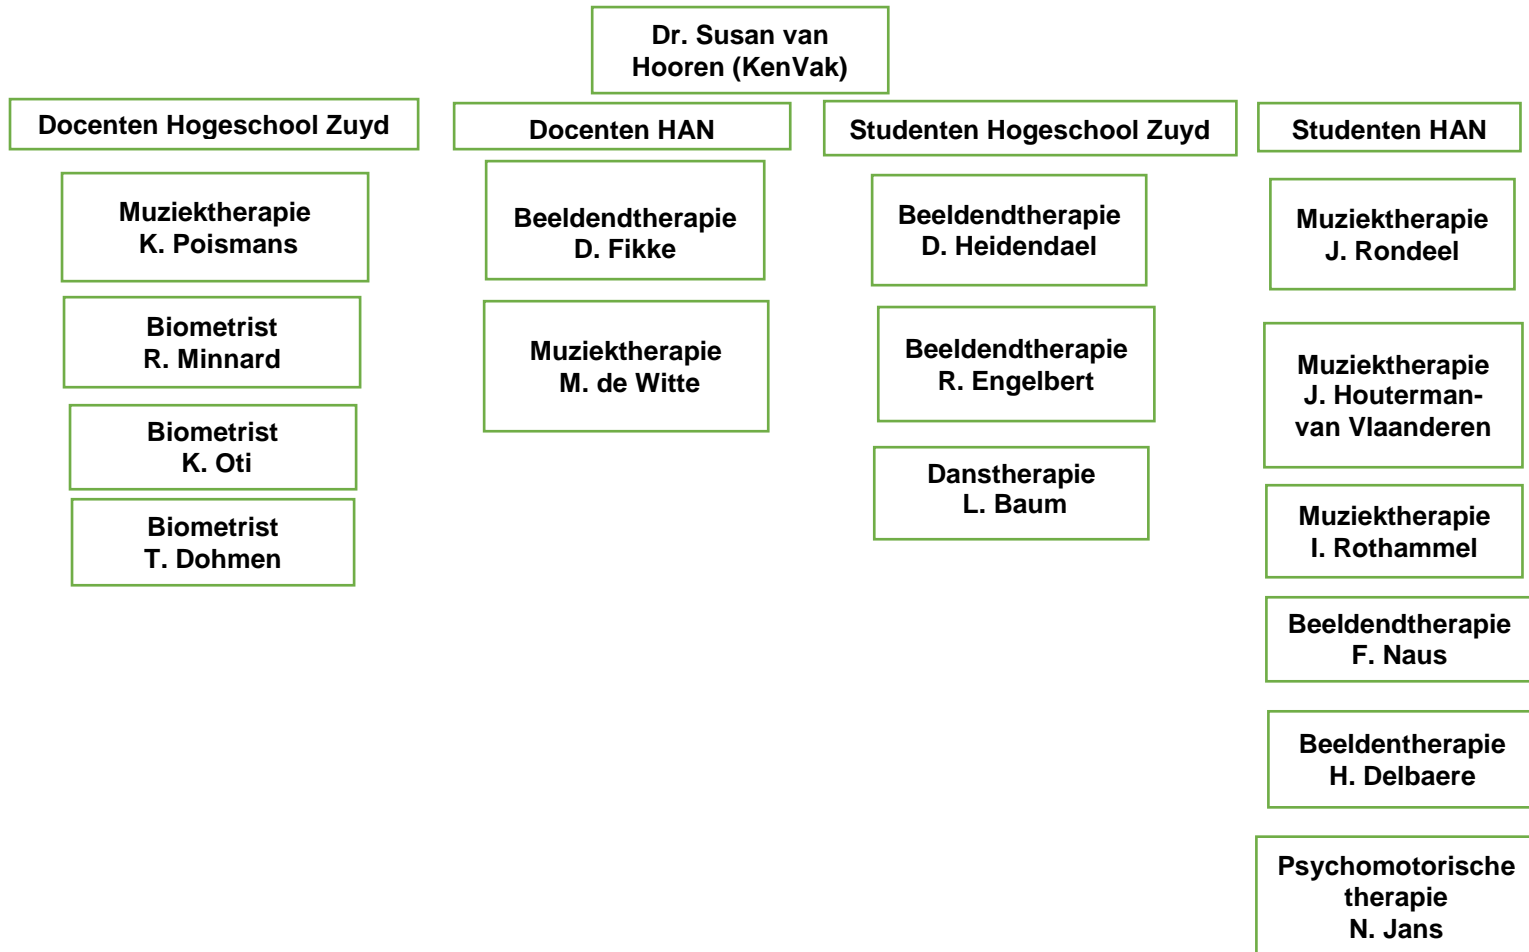 Dr. Susan van
Hooren (KenVak)
Docenten Hogeschool Zuyd
Muziektherapie
K. Poismans
Biometrist
R. Minnard
Biometrist
K. Oti
Biometrist
T. Dohmen
Docenten HAN
Beeldendtherapie
D. Fikke
Muziektherapie
M. de Witte
Studenten Hogeschool Zuyd
Beeldendtherapie
D. Heidendael
Beeldendtherapie
R. Engelbert
Danstherapie
L. Baum
Studenten HAN
Muziektherapie
J. Rondeel
Muziektherapie
J. Houterman-
van Vlaanderen
Muziektherapie
I. Rothammel
Beeldendtherapie
F. Naus
Beeldentherapie
H. Delbaere
Psychomotorische
therapie
N. Jans